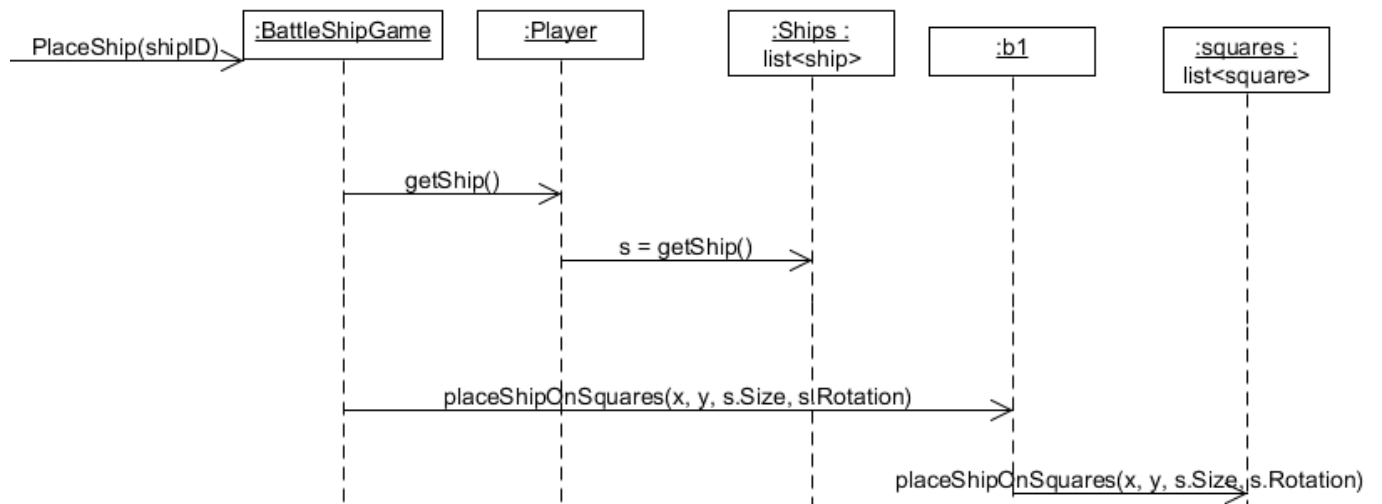 PlaceShip(shipID)
:BattleShipGame
:Player
:Ships :
list<ship>
:b1
:squares :
list<square>
getShip()
s = getShip()
placeShipOnSquares(x, y, s.Size, s.Rotation)
placeShipOnSquares(x, y, s.Size, s.Rotation)